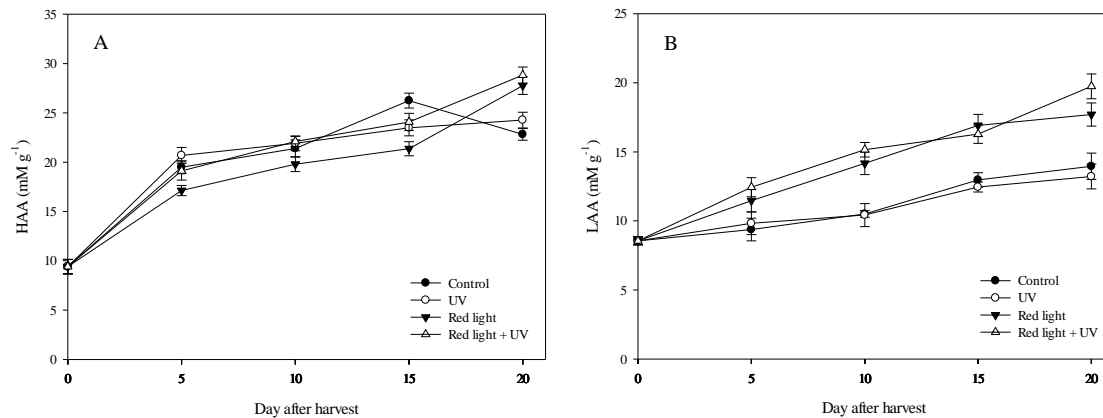 35
30
25
20
15
10
5
0
HAA (mM g-1)
A
Control
UV
Red light
Red light + UV
0 5 10 15 20
Day after harvest
25
20
15
10
5
0
LAA (mM g-1)
B
Control
UV
Red light
Red light + UV
0 5 10 15 20
Day after harvest